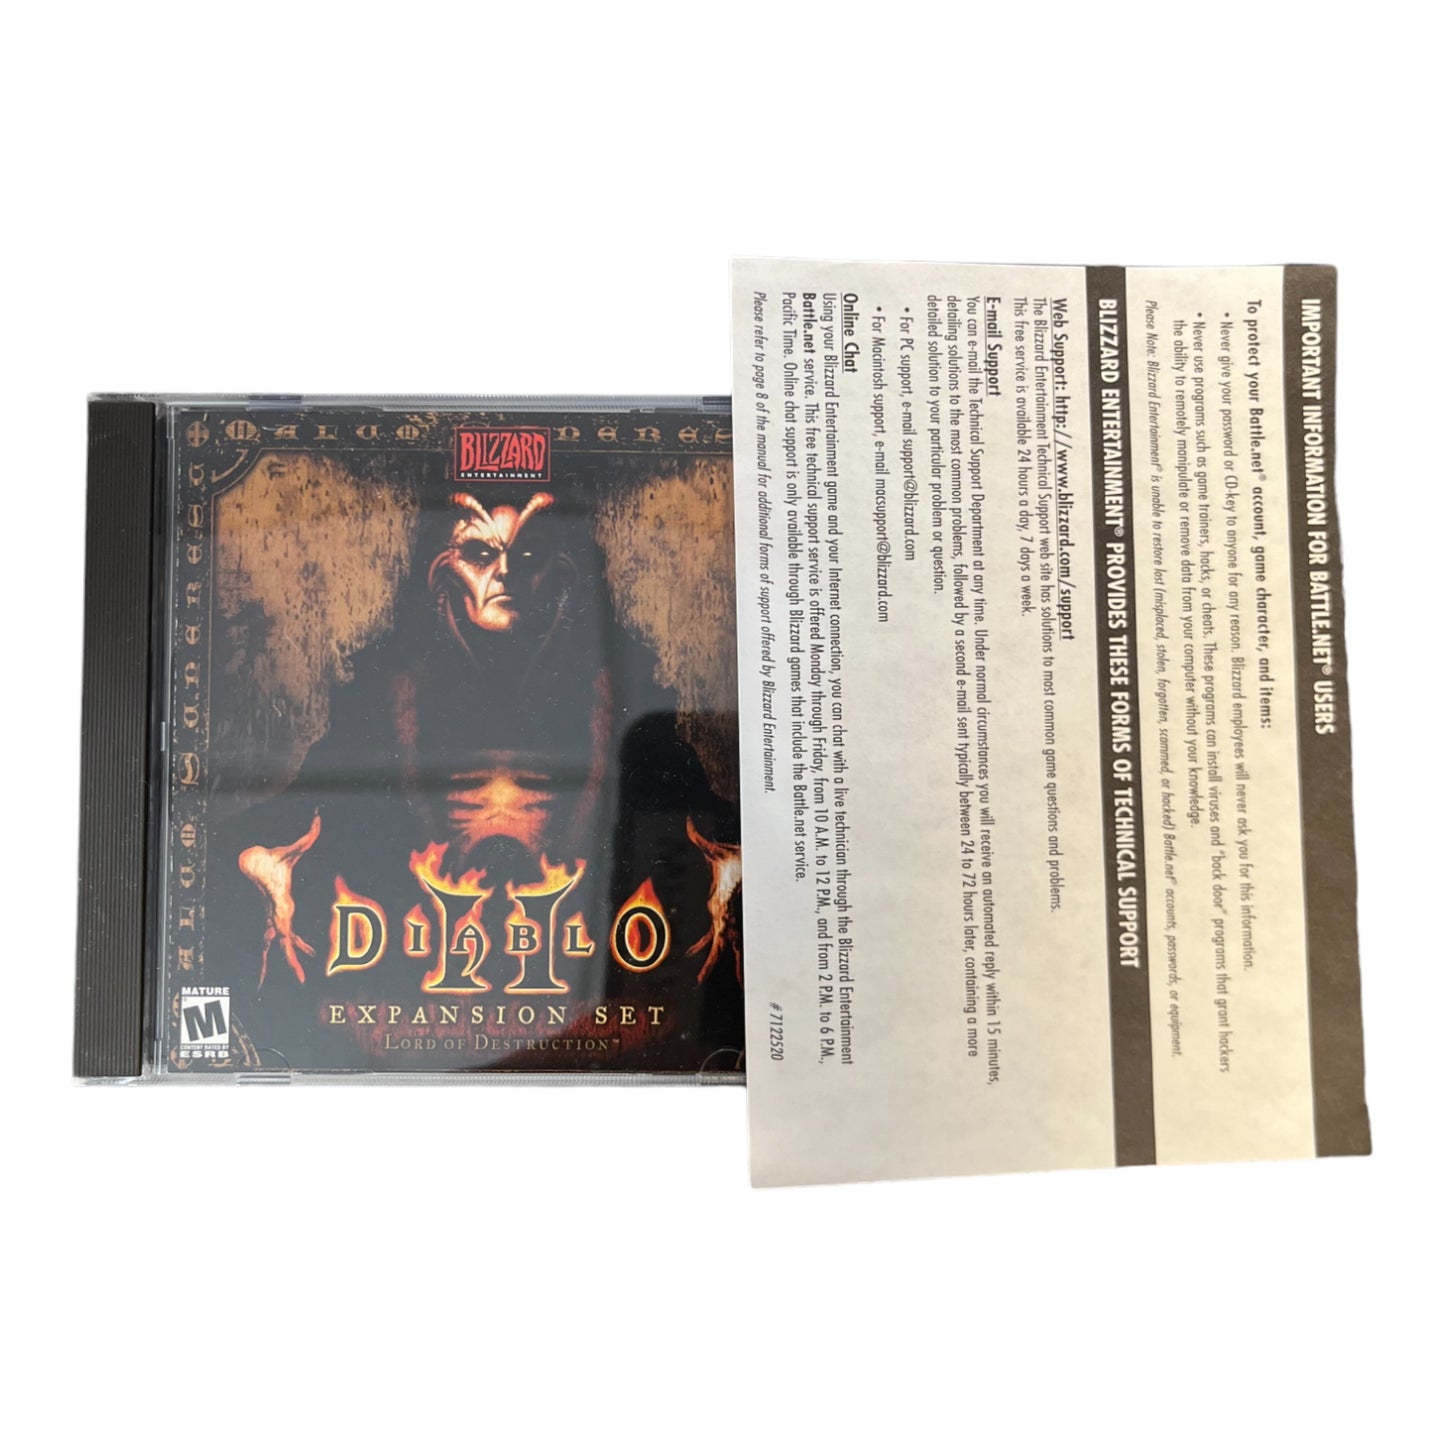 MALUM GENERES
MALUM SANE RESA
BLIZZARD
ENTERTAINMENT
DIABLO
II
EXPANSION SET
LORD OF DESTRUCTION™
MATURE
M
CONTENT RATED BY
ESRB
IMPORTANT INFORMATION FOR BATTLE.NET® USERS
To protect your Battle.net® account, game character, and items:
• Never give your password or CD-key to anyone for any reason. Blizzard employees will never ask you for this information.
• Never use programs such as game trainers, hacks, or cheats. These programs can install viruses and "back door" programs that grant hackers
the ability to remotely manipulate or remove data from your computer without your knowledge.
Please Note: Blizzard Entertainment® is unable to restore lost (misplaced, stolen, forgotten, scammed, or hacked) Battle.net® accounts, passwords, or equipment.
BLIZZARD ENTERTAINMENT® PROVIDES THESE FORMS OF TECHNICAL SUPPORT
Web Support: http://www.blizzard.com/support
The Blizzard Entertainment Technical Support web site has solutions to most common game questions and problems.
This free service is available 24 hours a day, 7 days a week.
E-mail Support
You can e-mail the Technical Support Department at any time. Under normal circumstances you will receive an automated reply within 15 minutes,
detailing solutions to the most common problems, followed by a second e-mail sent typically between 24 to 72 hours later, containing a more
detailed solution to your particular problem or question.
• For PC support, e-mail support@blizzard.com
• For Macintosh support, e-mail macsupport@blizzard.com
Online Chat
Using your Blizzard Entertainment game and your Internet connection, you can chat with a live technician through the Blizzard Entertainment
Battle.net service. This free technical support service is offered Monday through Friday, from 10 A.M. to 12 P.M., and from 2 P.M. to 6 P.M.,
Pacific Time. Online chat support is only available through Blizzard games that include the Battle.net service.
Please refer to page 8 of the manual for additional forms of support offered by Blizzard Entertainment.
# 7122520